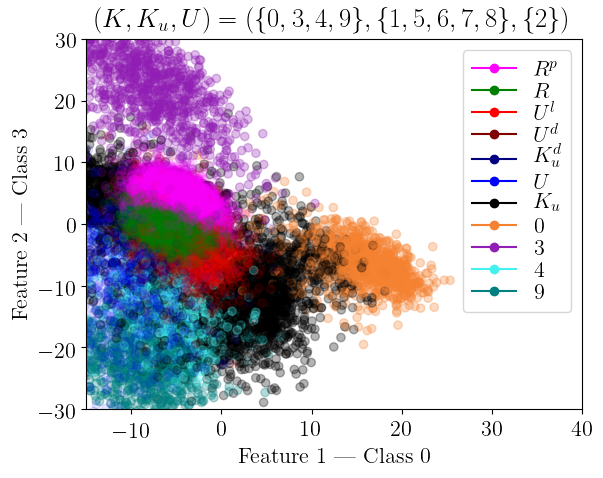 (K, K_u, U) = ({0, 3, 4, 9}, {1, 5, 6, 7, 8}, {2})
30
20
10
0
−10
−20
−30
Feature 2 — Class 3
R^p
R
U^l
U^d
K_u^d
U
K_u
0
3
4
9
−10
0
10
20
30
40
Feature 1 — Class 0